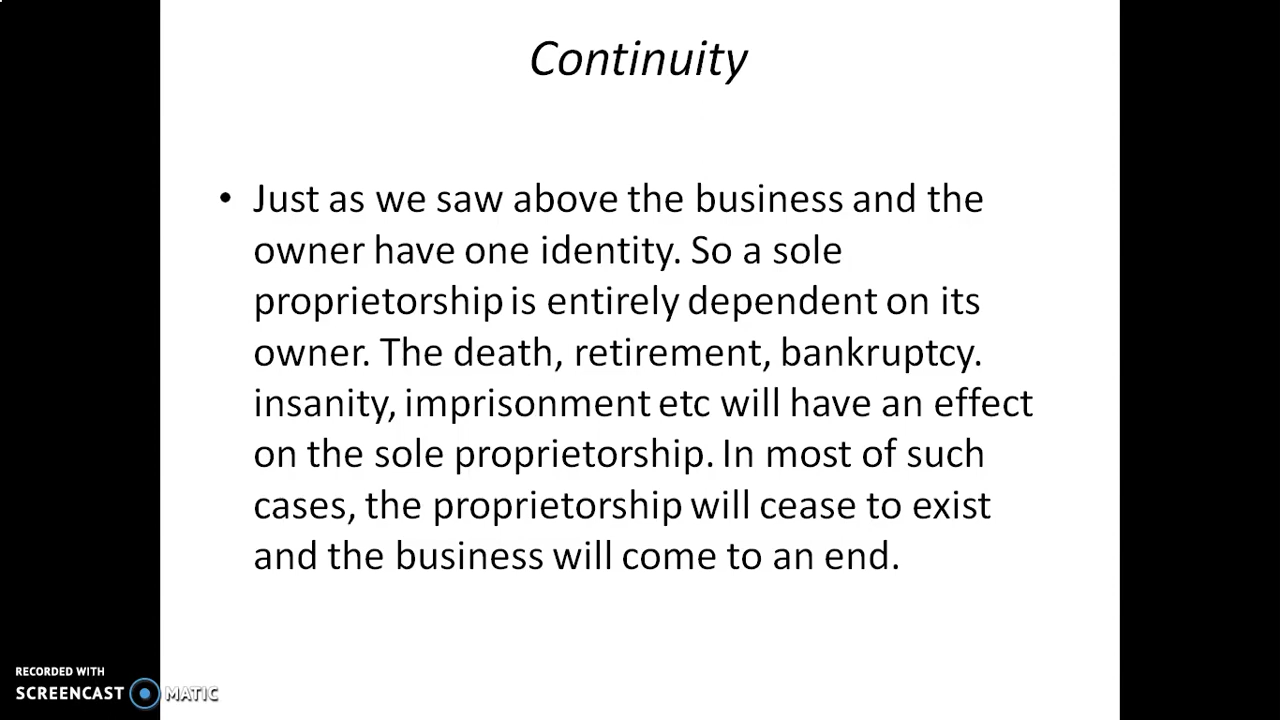 Continuity
• Just as we saw above the business and the
owner have one identity. So a sole
proprietorship is entirely dependent on its
owner. The death, retirement, bankruptcy.
insanity, imprisonment etc will have an effect
on the sole proprietorship. In most of such
cases, the proprietorship will cease to exist
and the business will come to an end.
RECORDED WITH
SCREENCAST MATIC